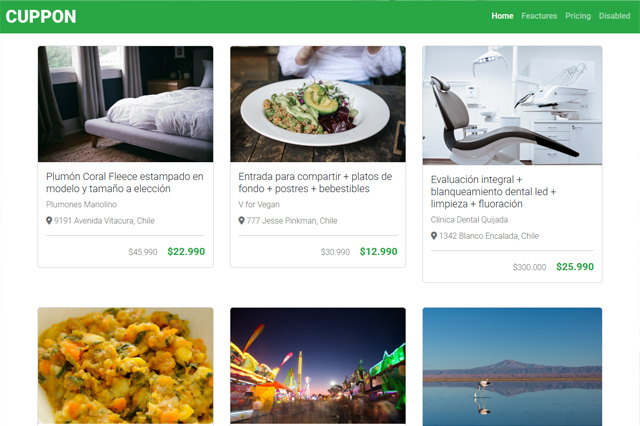 CUPPON
Home Feactures Pricing Disabled
Plumón Coral Fleece estampado en
modelo y tamaño a elección
Plumones Manolino
9191 Avenida Vitacura, Chile
$45.990 $22.990
Entrada para compartir + platos de
fondo + postres + bebestibles
V for Vegan
777 Jesse Pinkman, Chile
$30.990 $12.990
Evaluación integral +
blanqueamiento dental led +
limpieza + fluoración
Clínica Dental Quijada
1342 Blanco Encalada, Chile
$300.000 $25.990